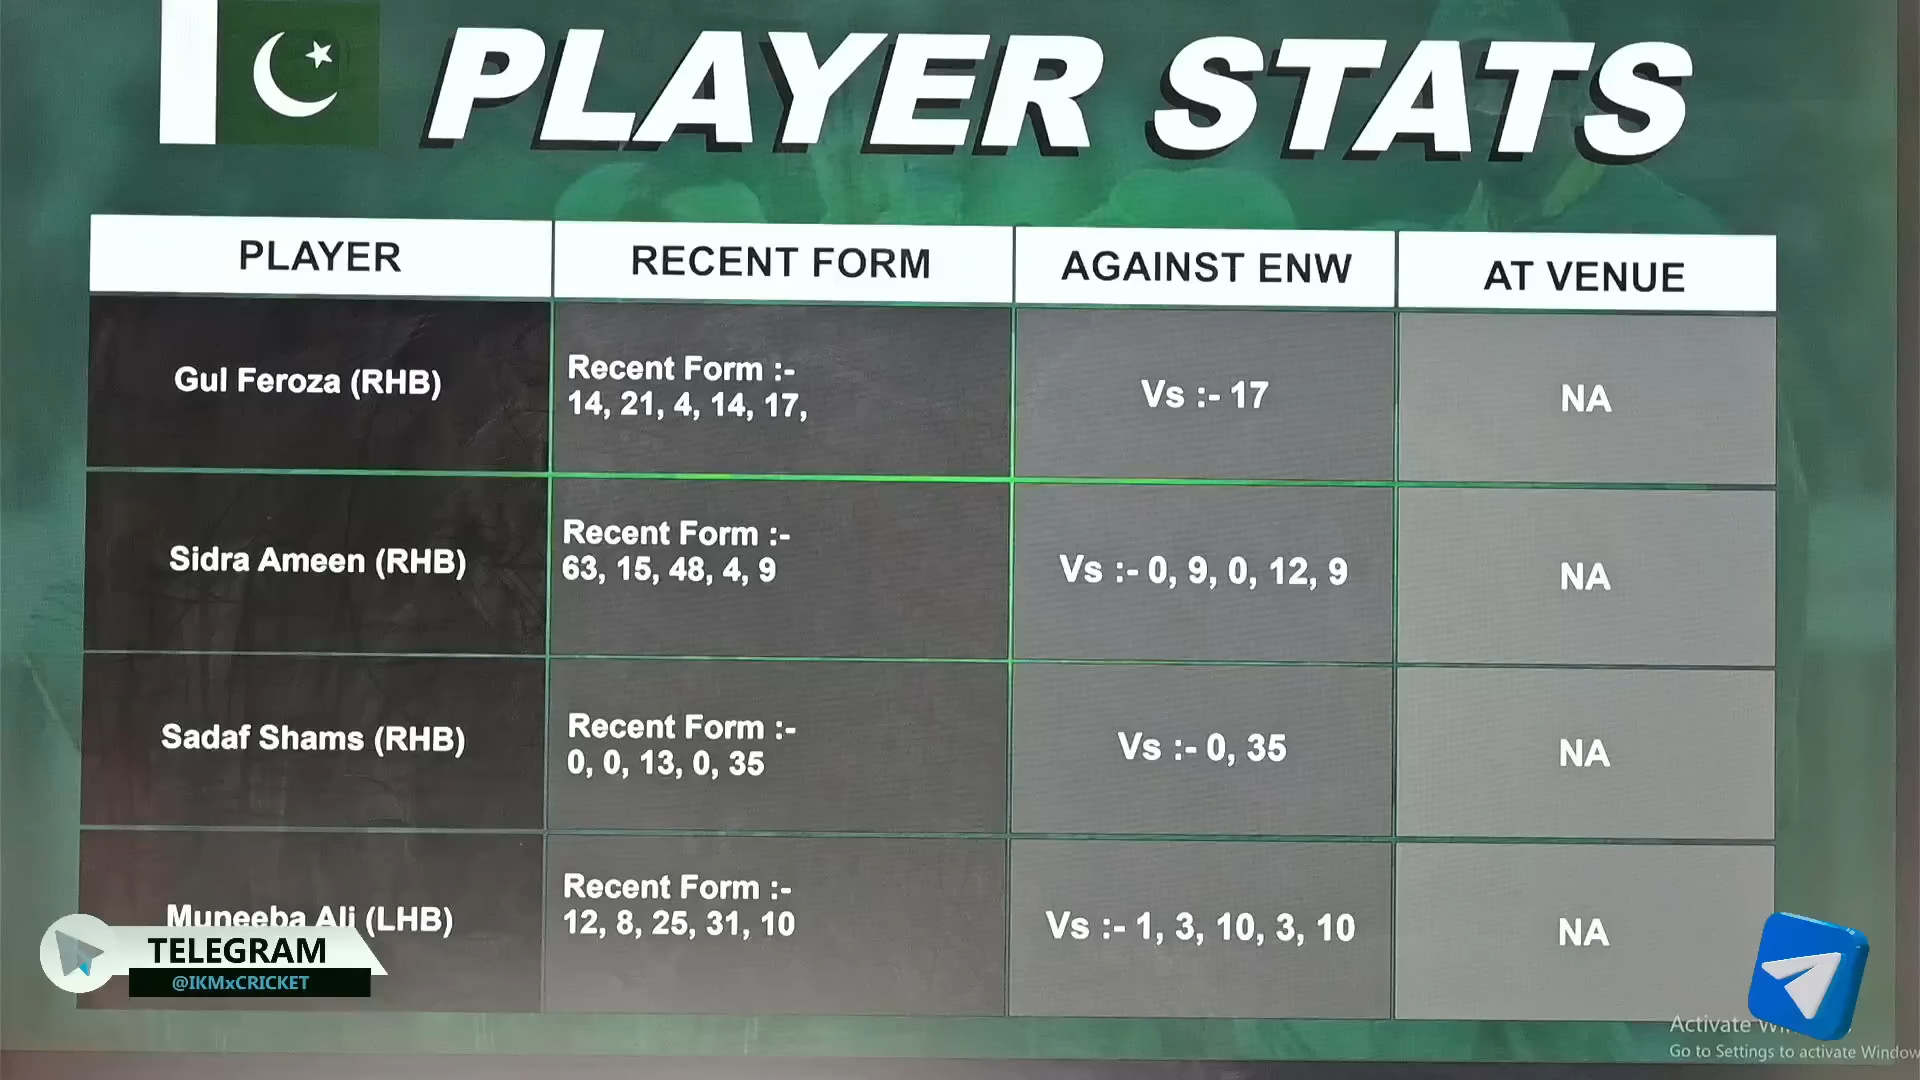 PLAYER STATS
PLAYER
RECENT FORM
AGAINST ENW
AT VENUE
Gul Feroza (RHB)
Recent Form :-
14, 21, 4, 14, 17,
Vs :- 17
NA
Sidra Ameen (RHB)
Recent Form :-
63, 15, 48, 4, 9
Vs :- 0, 9, 0, 12, 9
NA
Sadaf Shams (RHB)
Recent Form :-
0, 0, 13, 0, 35
Vs :- 0, 35
NA
Muneeba Ali (LHB)
Recent Form :-
12, 8, 25, 31, 10
Vs :- 1, 3, 10, 3, 10
NA
TELEGRAM
@IKMxCRICKET
Activate
Go to Settings to activate Window